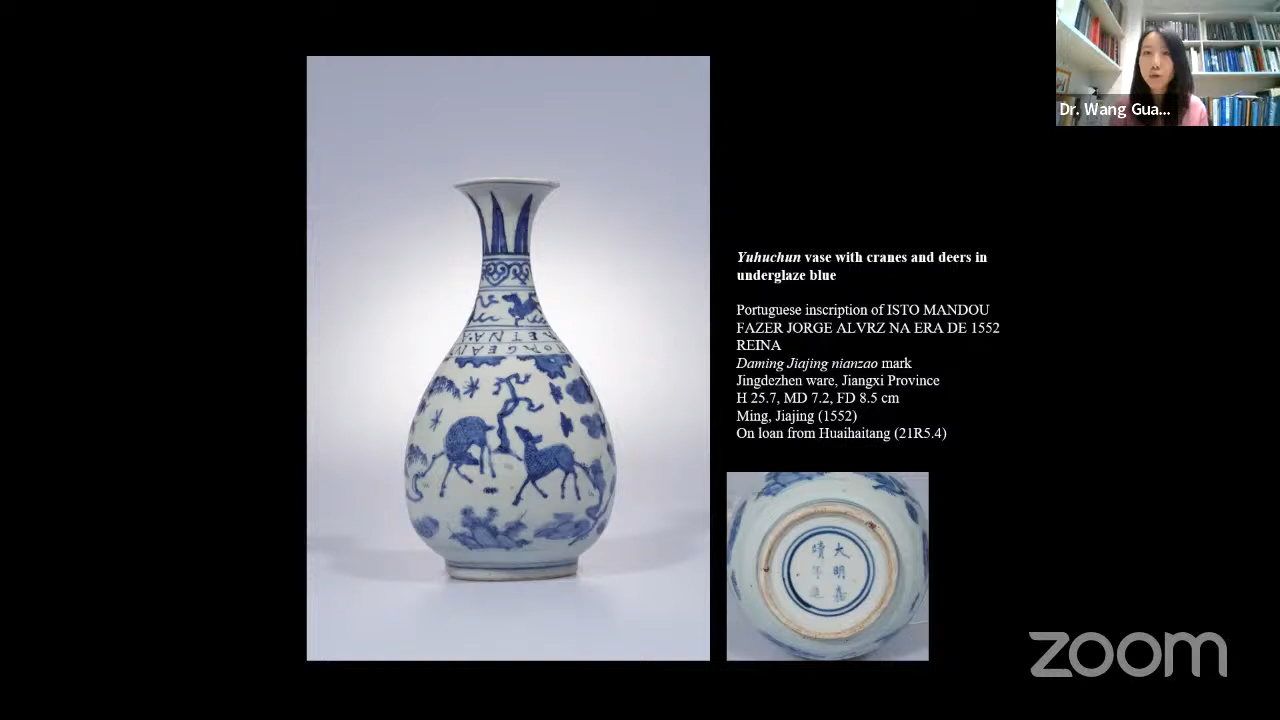 Dr. Wang Gua...
Yuhuchun vase with cranes and deers in
underglaze blue
Portuguese inscription of ISTO MANDOU
FAZER JORGE ALVRZ NA ERA DE 1552
REINA
Daming Jiajing nianzao mark
Jingdezhen ware, Jiangxi Province
H 25.7, MD 7.2, FD 8.5 cm
Ming, Jiajing (1552)
On loan from Huaihaitang (21R5.4)
大明嘉
靖年造
zoom